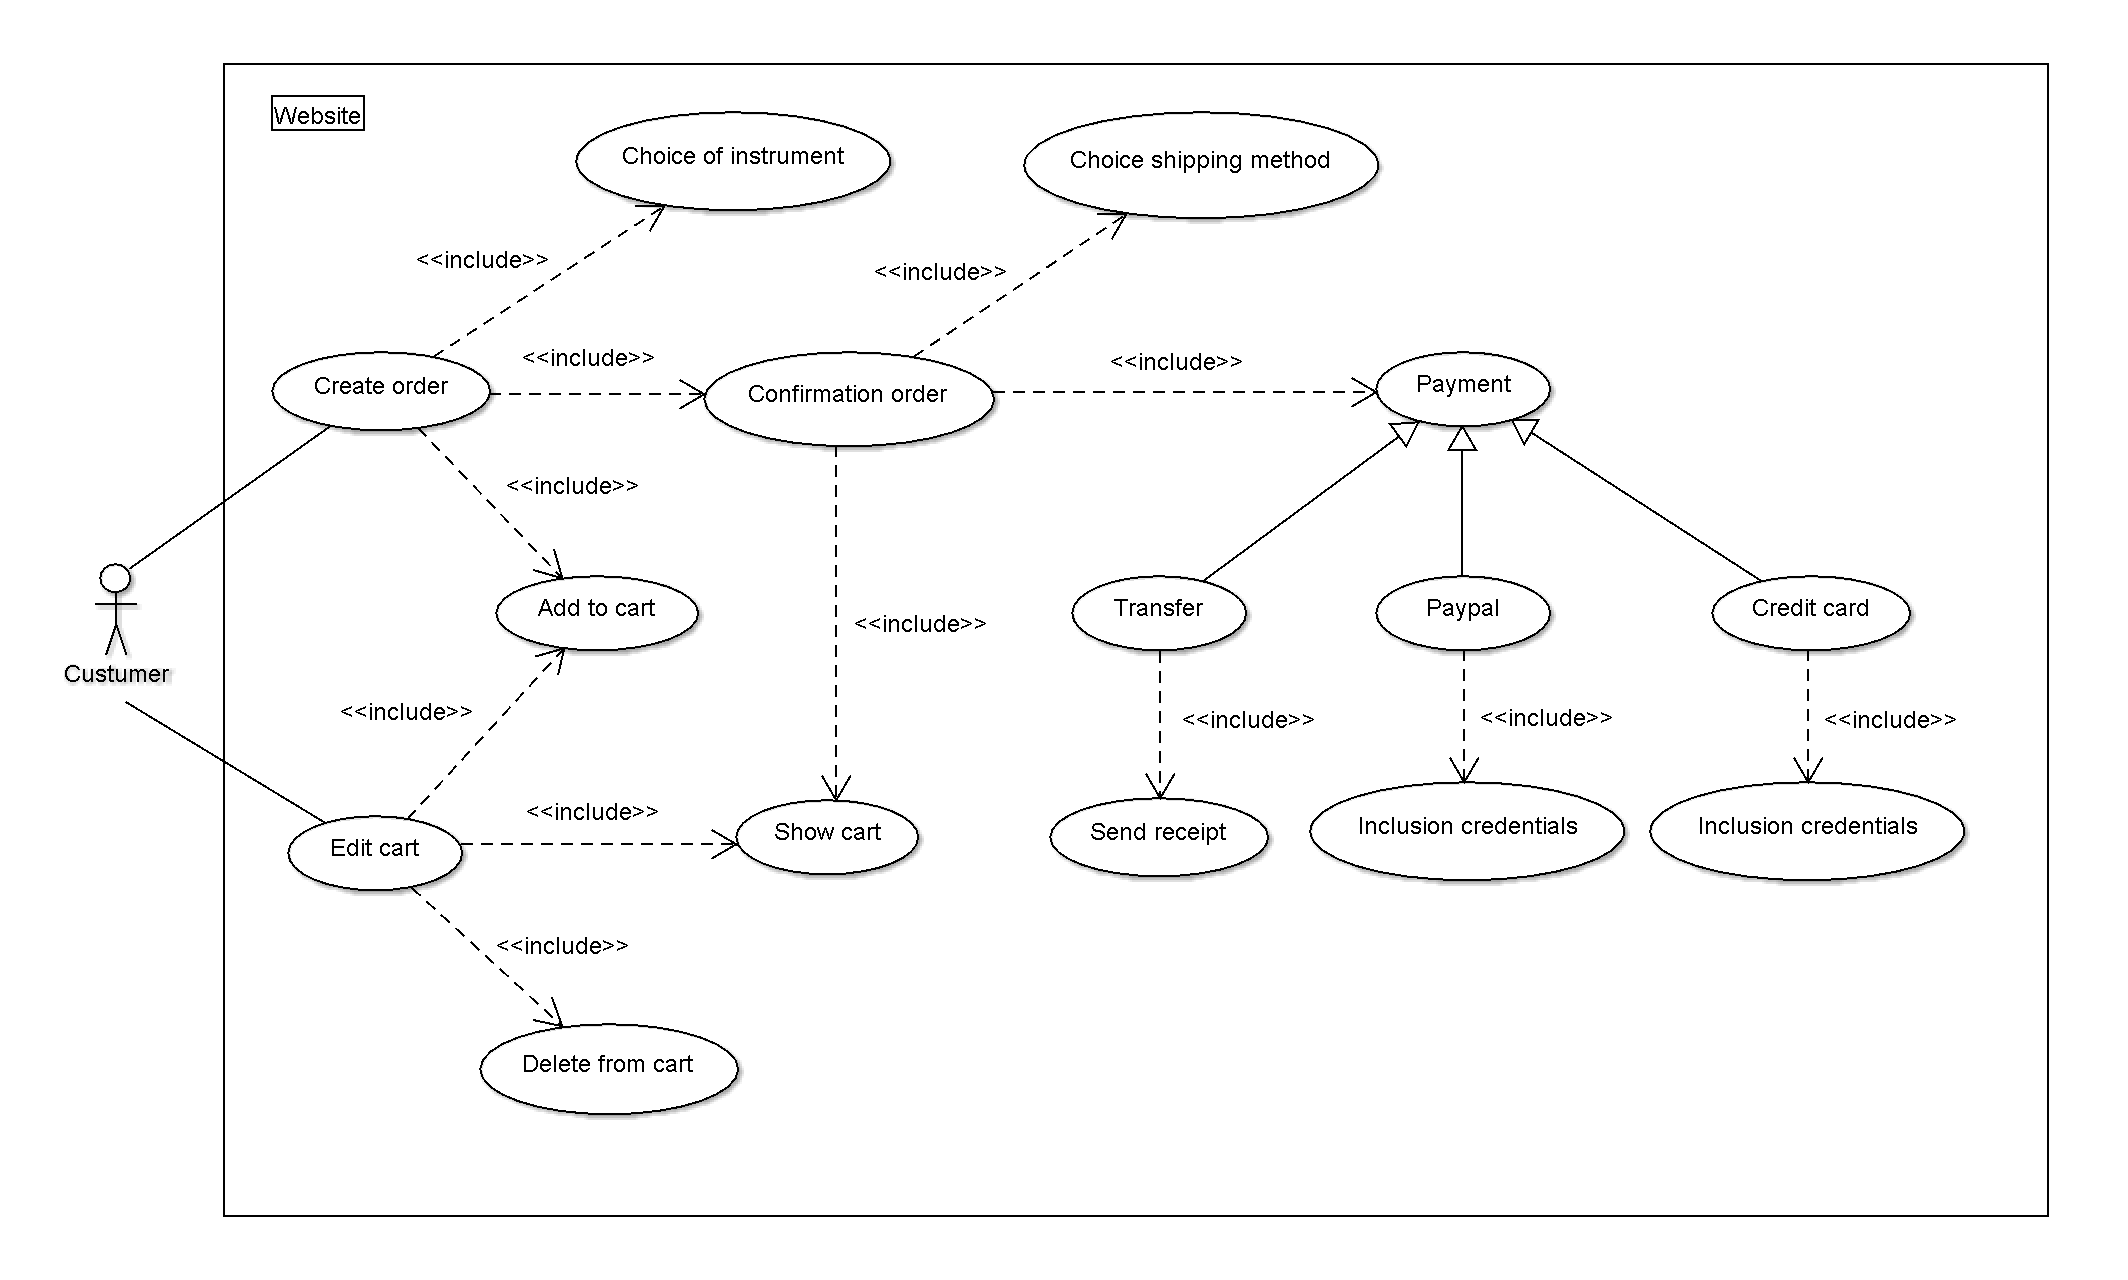 Website
Choice of instrument
Choice shipping method
<<include>>
<<include>>
Create order
<<include>>
Confirmation order
<<include>>
Payment
<<include>>
Custumer
Add to cart
<<include>>
Transfer
Paypal
Credit card
<<include>>
<<include>>
<<include>>
<<include>>
Edit cart
<<include>>
Show cart
Send receipt
Inclusion credentials
Inclusion credentials
<<include>>
Delete from cart